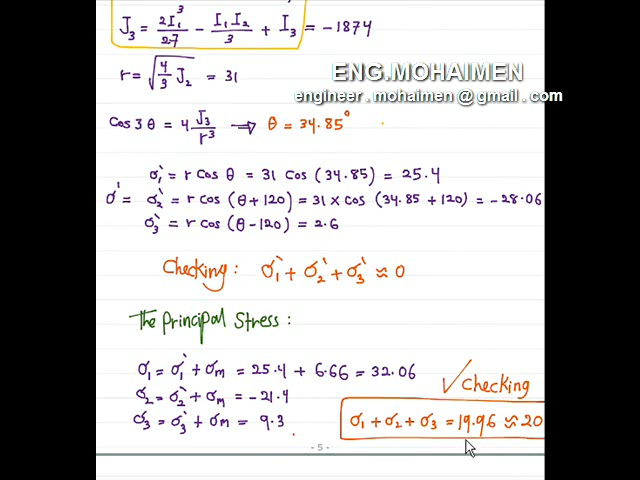 J₃ = 2I₁³/27 − I₁I₂/3 + I₃ = −1874
r = √(4/3 J₂) = 31
ENG.MOHAIMEN
engineer . mohaimen @ gmail . com
Cos 3θ = 4 J₃/r³ → θ = 34.85°
σ₁` = r cos θ = 31 cos (34.85) = 25.4
σ' = σ₂` = r cos (θ+120) = 31 × cos (34.85 + 120) = −28.06
σ₃` = r cos (θ−120) = 2.6
Checking: σ₁` + σ₂` + σ₃` ≈ 0
The Principal Stress:
σ₁ = σ₁` + σm = 25.4 + 6.66 = 32.06
σ₂ = σ₂` + σm = −21.4
σ₃ = σ₃` + σm = 9.3
✓ Checking
σ₁ + σ₂ + σ₃ = 19.96 ≈ 20
- 5 -